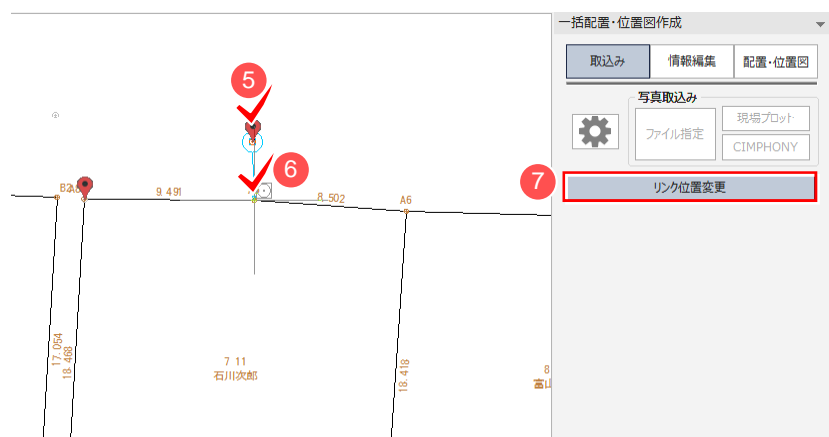 一括配置・位置図作成
取込み
情報編集
配置・位置図
写真取込み
ファイル指定
現場プロット
CIMPHONY
リンク位置変更
5
6
7
9.491
8.502
A6
17.054
18.468
7 11
石川次郎
18.418
8
富山